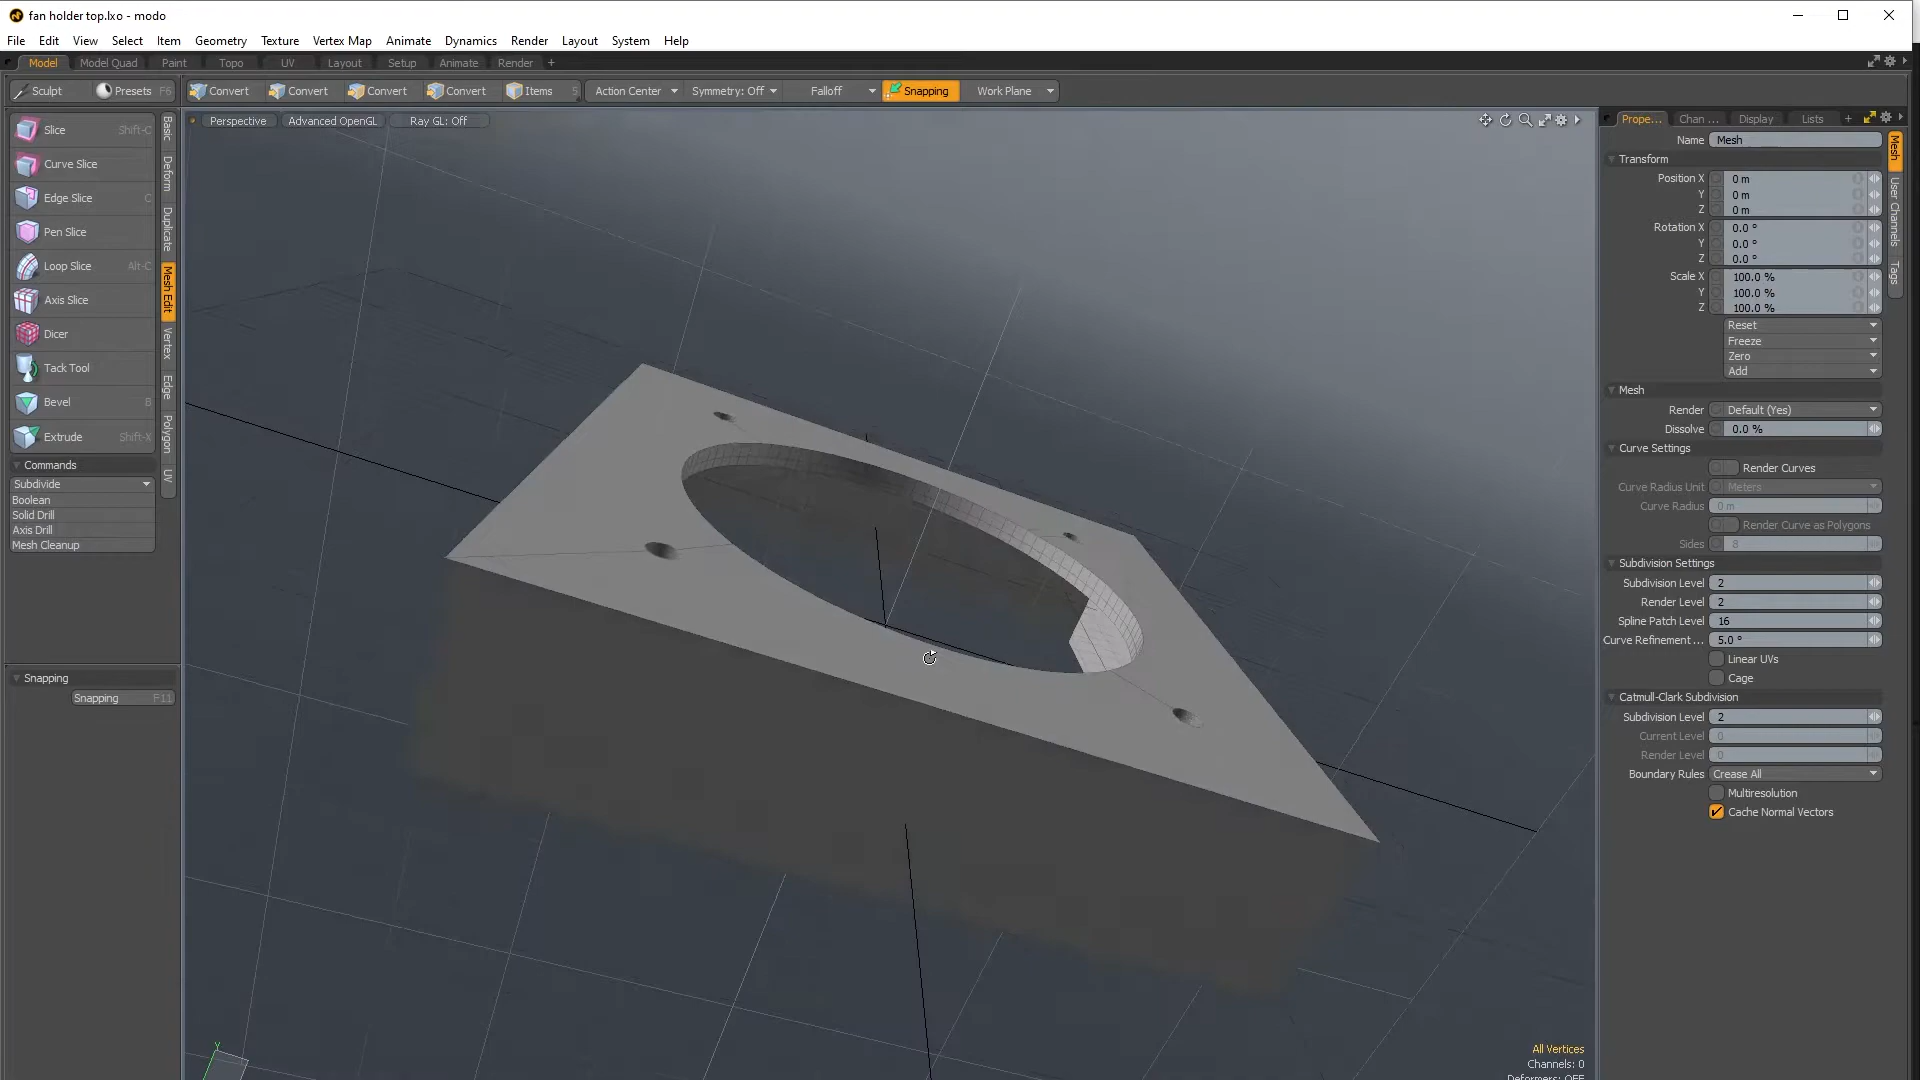 fan holder top.lxo - modo
File Edit View Select Item Geometry Texture Vertex Map Animate Dynamics Render Layout System Help
Model Model Quad Paint Topo UV Layout Setup Animate Render +
Sculpt Presets F6 Convert Convert Convert Convert Items 5 Action Center Symmetry: Off Falloff Snapping Work Plane
Perspective Advanced OpenGL Ray GL: Off
Slice Shift-C
Curve Slice
Edge Slice C
Pen Slice
Loop Slice Alt-C
Axis Slice
Dicer
Tack Tool
Bevel B
Extrude Shift-X
Commands
Subdivide
Boolean
Solid Drill
Axis Drill
Mesh Cleanup
Snapping
Snapping F11
Basic
Deform
Duplicate
Mesh Edit
Vertex
Edge
Polygon
UV
Prope... Chan ... Display Lists +
Name Mesh
Transform
Position X 0 m
Y 0 m
Z 0 m
Rotation X 0.0 °
Y 0.0 °
Z 0.0 °
Scale X 100.0 %
Y 100.0 %
Z 100.0 %
Reset
Freeze
Zero
Add
Mesh
Render Default (Yes)
Dissolve 0.0 %
Curve Settings
Render Curves
Curve Radius Unit Meters
Curve Radius 0 m
Render Curve as Polygons
Sides 8
Subdivision Settings
Subdivision Level 2
Render Level 2
Spline Patch Level 16
Curve Refinement ... 5.0 °
Linear UVs
Cage
Catmull-Clark Subdivision
Subdivision Level 2
Current Level 0
Render Level 0
Boundary Rules Crease All
Multiresolution
Cache Normal Vectors
Mesh
User Channels
Tags
All Vertices
Channels: 0
Deformers: OFF
Y